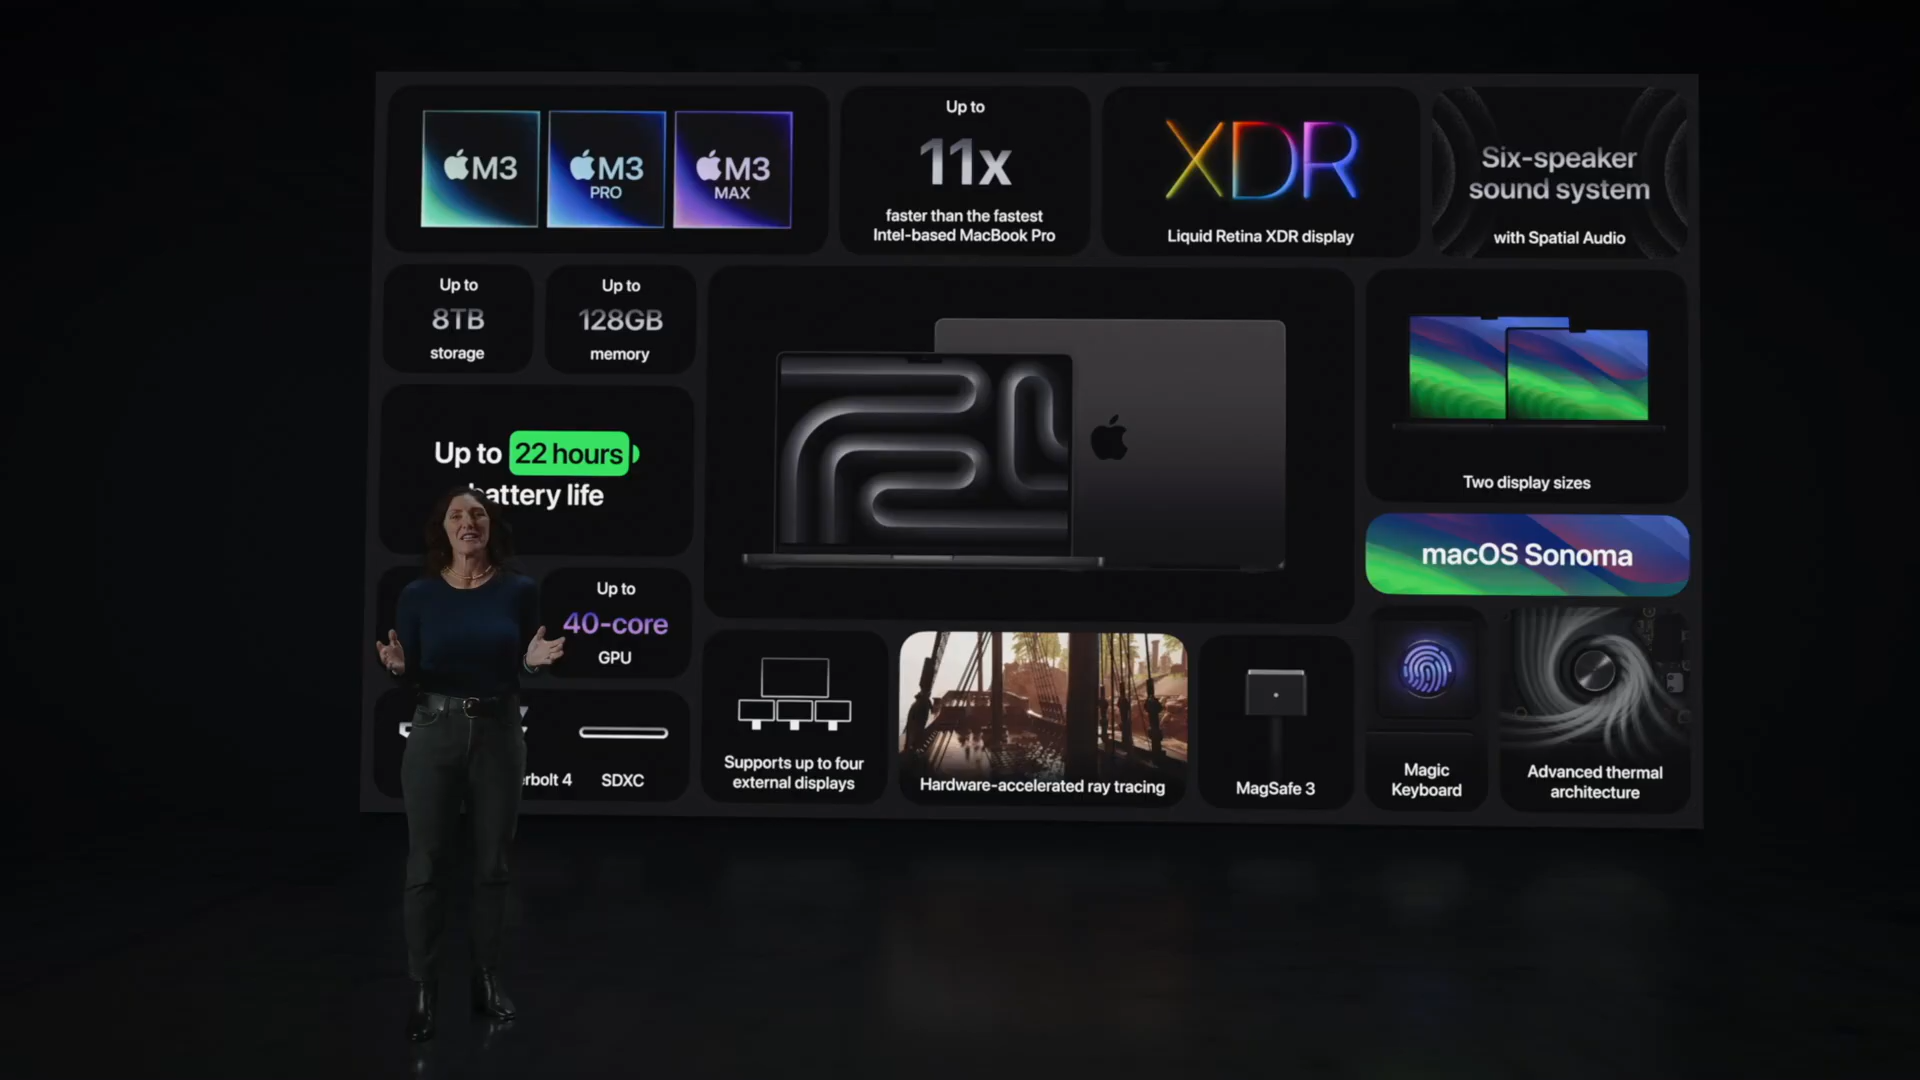 M3
M3
PRO
M3
MAX
Up to
11x
faster than the fastest
Intel-based MacBook Pro
XDR
Liquid Retina XDR display
Six-speaker
sound system
with Spatial Audio
Up to
8TB
storage
Up to
128GB
memory
Up to 22 hours
battery life
Two display sizes
macOS Sonoma
Up to
40-core
GPU
SDXC
4
Supports up to four
external displays
Hardware-accelerated ray tracing
MagSafe 3
Magic
Keyboard
Advanced thermal
architecture